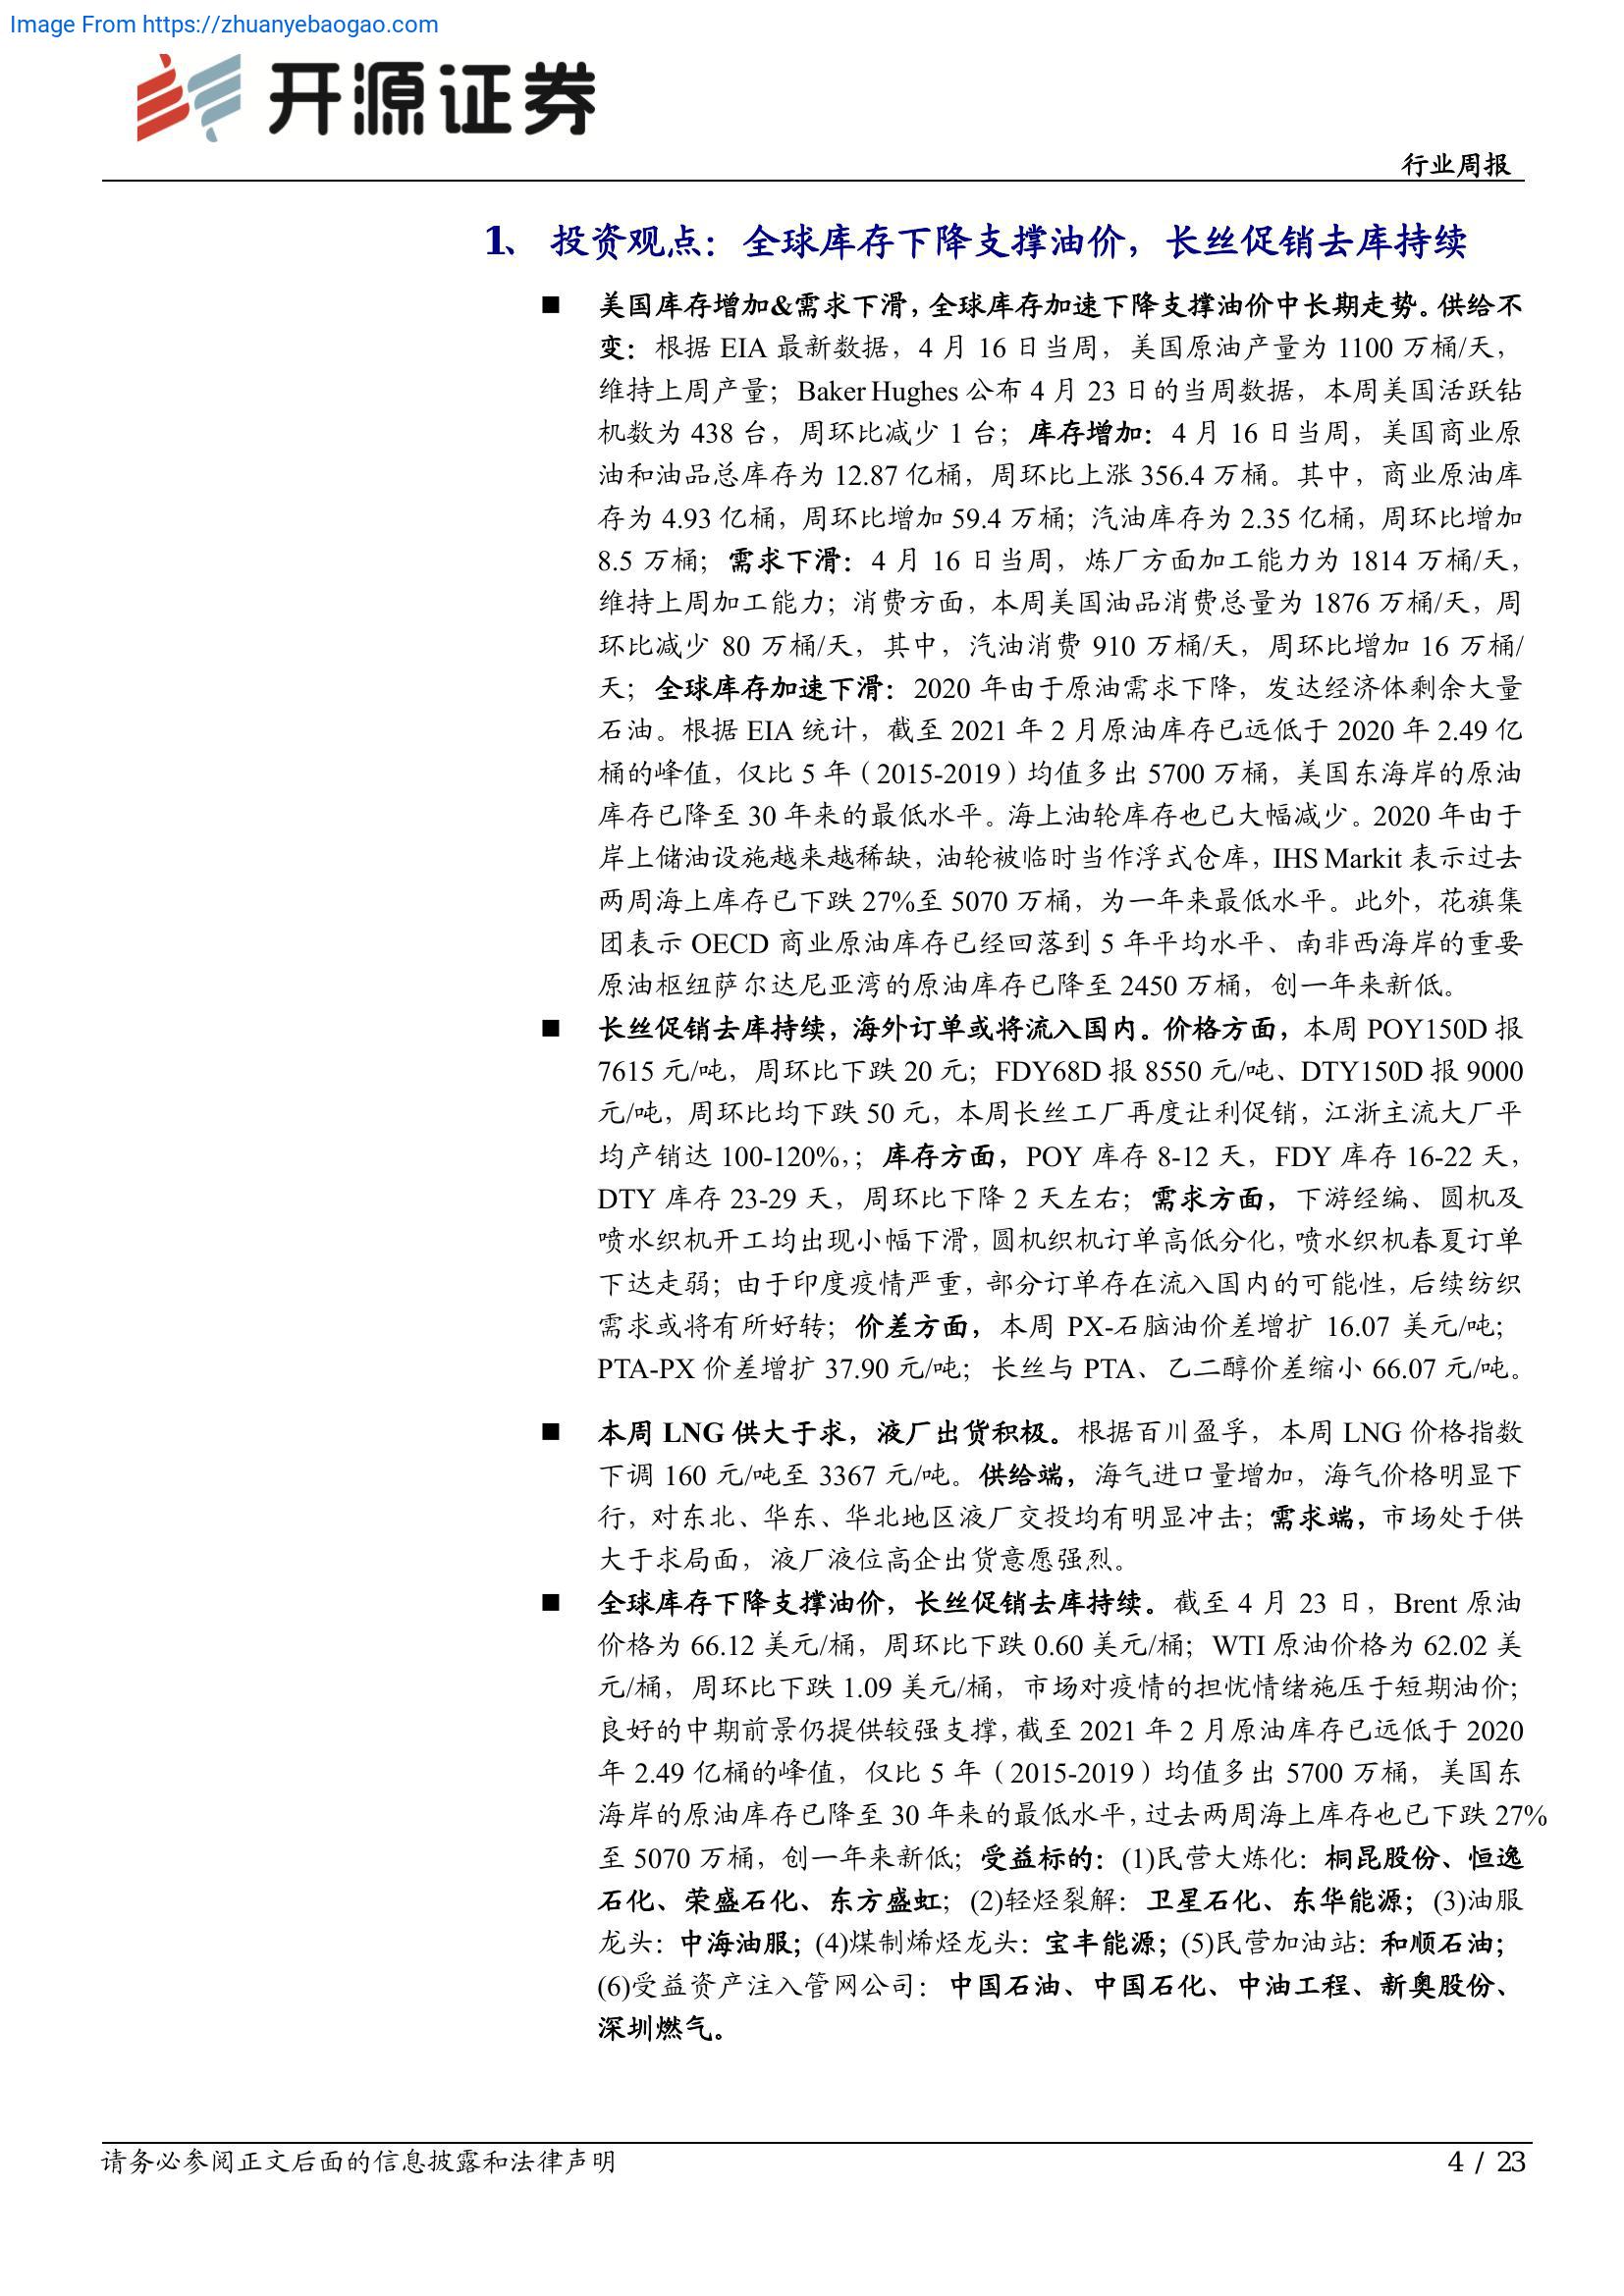 Image From https://zhuanyebaogao.com
开源证券
行业周报
1、 投资观点：全球库存下降支撑油价，长丝促销去库持续
■ 美国库存增加&需求下滑，全球库存加速下降支撑油价中长期走势。供给不
变：根据 EIA 最新数据，4 月 16 日当周，美国原油产量为 1100 万桶/天，
维持上周产量；Baker Hughes 公布 4 月 23 日的当周数据，本周美国活跃钻
机数为 438 台，周环比减少 1 台；库存增加：4 月 16 日当周，美国商业原
油和油品总库存为 12.87 亿桶，周环比上涨 356.4 万桶。其中，商业原油库
存为 4.93 亿桶，周环比增加 59.4 万桶；汽油库存为 2.35 亿桶，周环比增加
8.5 万桶；需求下滑：4 月 16 日当周，炼厂方面加工能力为 1814 万桶/天，
维持上周加工能力；消费方面，本周美国油品消费总量为 1876 万桶/天，周
环比减少 80 万桶/天，其中，汽油消费 910 万桶/天，周环比增加 16 万桶/
天；全球库存加速下滑：2020 年由于原油需求下降，发达经济体剩余大量
石油。根据 EIA 统计，截至 2021 年 2 月原油库存已远低于 2020 年 2.49 亿
桶的峰值，仅比 5 年（2015-2019）均值多出 5700 万桶，美国东海岸的原油
库存已降至 30 年来的最低水平。海上油轮库存也已大幅减少。2020 年由于
岸上储油设施越来越稀缺，油轮被临时当作浮式仓库，IHS Markit 表示过去
两周海上库存已下跌 27%至 5070 万桶，为一年来最低水平。此外，花旗集
团表示 OECD 商业原油库存已经回落到 5 年平均水平、南非西海岸的重要
原油枢纽萨尔达尼亚湾的原油库存已降至 2450 万桶，创一年来新低。
■ 长丝促销去库持续，海外订单或将流入国内。价格方面，本周 POY150D 报
7615 元/吨，周环比下跌 20 元；FDY68D 报 8550 元/吨、DTY150D 报 9000
元/吨，周环比均下跌 50 元，本周长丝工厂再度让利促销，江浙主流大厂平
均产销达 100-120%，；库存方面，POY 库存 8-12 天，FDY 库存 16-22 天，
DTY 库存 23-29 天，周环比下降 2 天左右；需求方面，下游经编、圆机及
喷水织机开工均出现小幅下滑，圆机织机订单高低分化，喷水织机春夏订单
下达走弱；由于印度疫情严重，部分订单存在流入国内的可能性，后续纺织
需求或将有所好转；价差方面，本周 PX-石脑油价差增扩 16.07 美元/吨；
PTA-PX 价差增扩 37.90 元/吨；长丝与 PTA、乙二醇价差缩小 66.07 元/吨。
■ 本周 LNG 供大于求，液厂出货积极。根据百川盈孚，本周 LNG 价格指数
下调 160 元/吨至 3367 元/吨。供给端，海气进口量增加，海气价格明显下
行，对东北、华东、华北地区液厂交投均有明显冲击；需求端，市场处于供
大于求局面，液厂液位高企出货意愿强烈。
■ 全球库存下降支撑油价，长丝促销去库持续。截至 4 月 23 日，Brent 原油
价格为 66.12 美元/桶，周环比下跌 0.60 美元/桶；WTI 原油价格为 62.02 美
元/桶，周环比下跌 1.09 美元/桶，市场对疫情的担忧情绪施压于短期油价；
良好的中期前景仍提供较强支撑，截至 2021 年 2 月原油库存已远低于 2020
年 2.49 亿桶的峰值，仅比 5 年（2015-2019）均值多出 5700 万桶，美国东
海岸的原油库存已降至 30 年来的最低水平，过去两周海上库存也已下跌 27%
至 5070 万桶，创一年来新低；受益标的：(1)民营大炼化：桐昆股份、恒逸
石化、荣盛石化、东方盛虹；(2)轻烃裂解：卫星石化、东华能源；(3)油服
龙头：中海油服；(4)煤制烯烃龙头：宝丰能源；(5)民营加油站：和顺石油；
(6)受益资产注入管网公司：中国石油、中国石化、中油工程、新奥股份、
深圳燃气。
请务必参阅正文后面的信息披露和法律声明
4 / 23